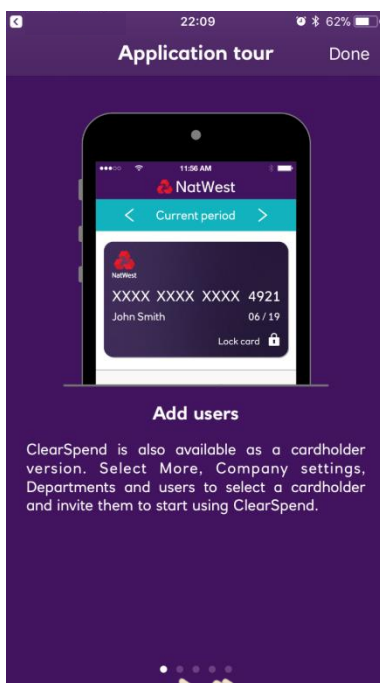 22:09
62%
Application tour
Done
11:56 AM
NatWest
Current period
NatWest
XXXX XXXX XXXX 4921
John Smith
06/19
Lock card
Add users
ClearSpend is also available as a cardholder
version. Select More, Company settings,
Departments and users to select a cardholder
and invite them to start using ClearSpend.